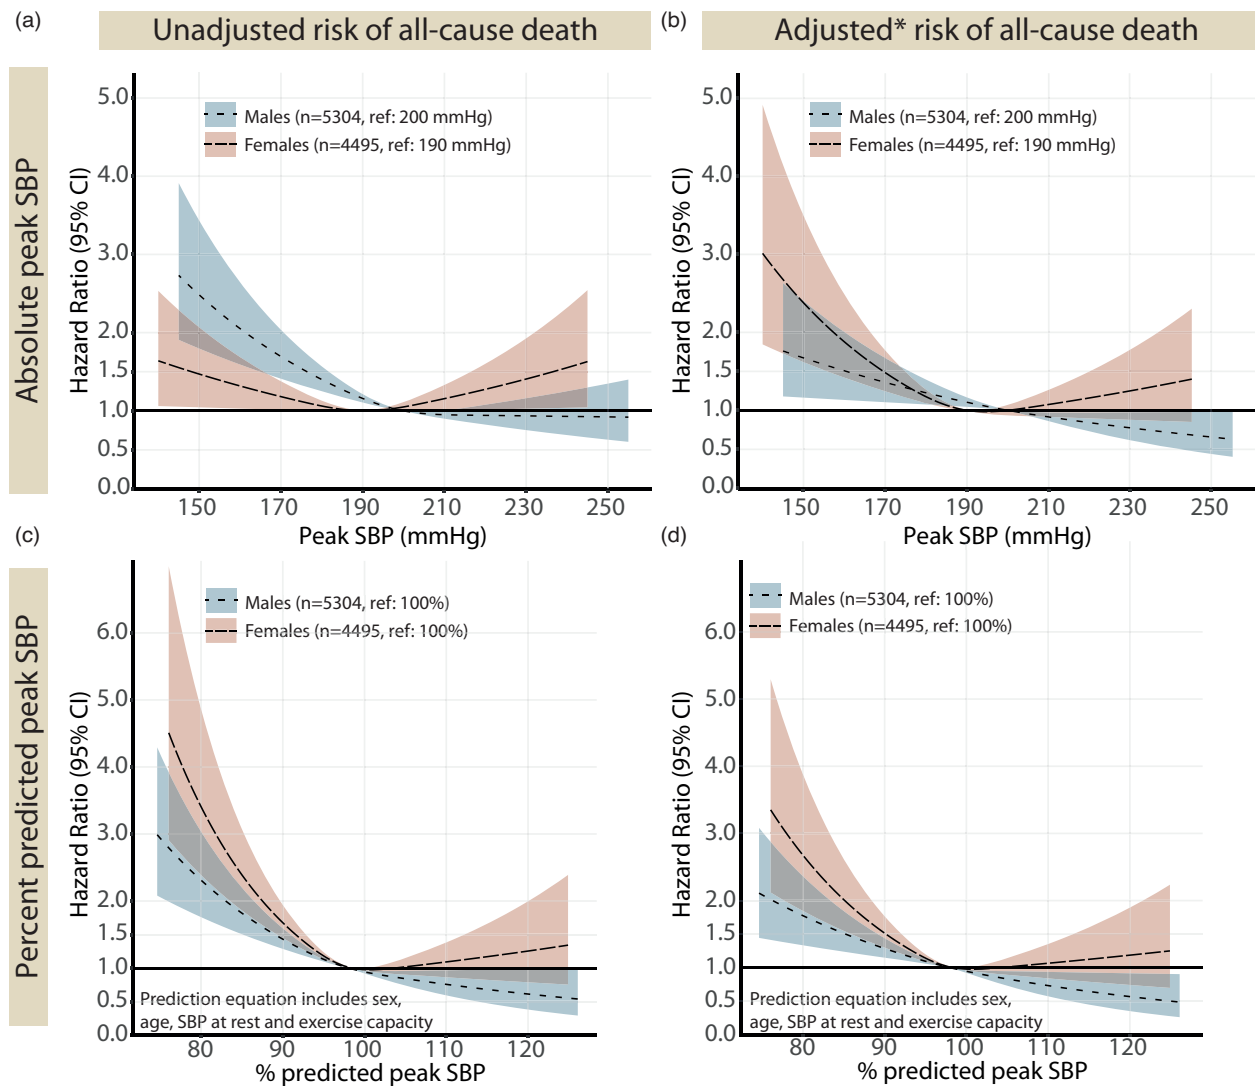 (a)
Unadjusted risk of all-cause death
(b)
Adjusted* risk of all-cause death
Absolute peak SBP
Hazard Ratio (95% CI)
5.0
4.0
3.0
2.0
1.5
1.0
0.5
0.0
Males (n=5304, ref: 200 mmHg)
Females (n=4495, ref: 190 mmHg)
150 170 190 210 230 250
Peak SBP (mmHg)
Hazard Ratio (95% CI)
5.0
4.0
3.0
2.0
1.5
1.0
0.5
0.0
Males (n=5304, ref: 200 mmHg)
Females (n=4495, ref: 190 mmHg)
150 170 190 210 230 250
Peak SBP (mmHg)
(c)
(d)
Percent predicted peak SBP
Hazard Ratio (95% CI)
6.0
5.0
4.0
3.0
2.0
1.5
1.0
0.5
0.0
Males (n=5304, ref: 100%)
Females (n=4495, ref: 100%)
Prediction equation includes sex,
age, SBP at rest and exercise capacity
80 90 100 110 120
% predicted peak SBP
Hazard Ratio (95% CI)
6.0
5.0
4.0
3.0
2.0
1.5
1.0
0.5
0.0
Males (n=5304, ref: 100%)
Females (n=4495, ref: 100%)
Prediction equation includes sex,
age, SBP at rest and exercise capacity
80 90 100 110 120
% predicted peak SBP